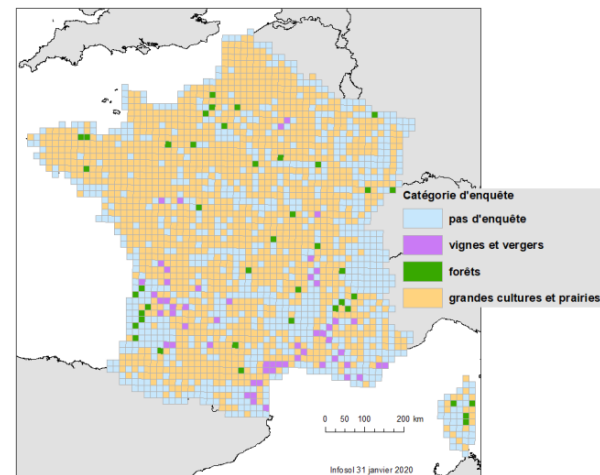 Catégorie d'enquête
pas d'enquête
vignes et vergers
forêts
grandes cultures et prairies
0 50 100 200 km
Infosol 31 janvier 2020